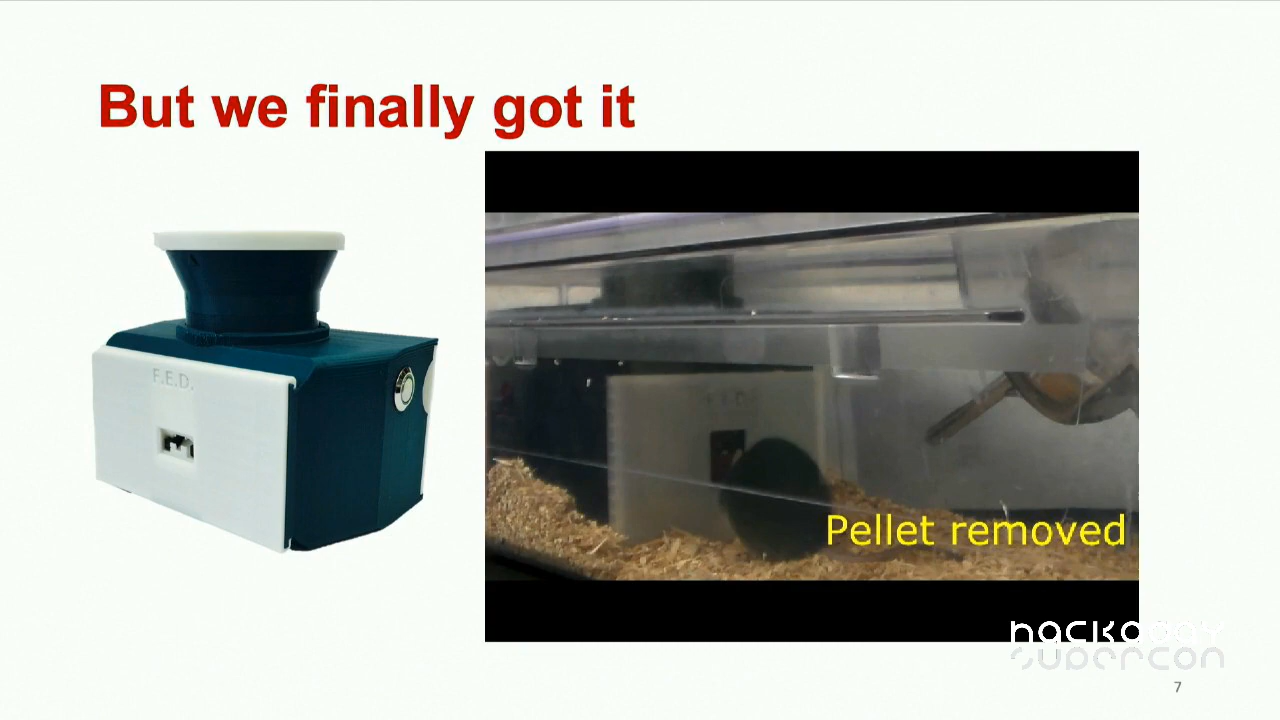 But we finally got it
F.E.D.
Pellet removed
hackaday
supercon
7